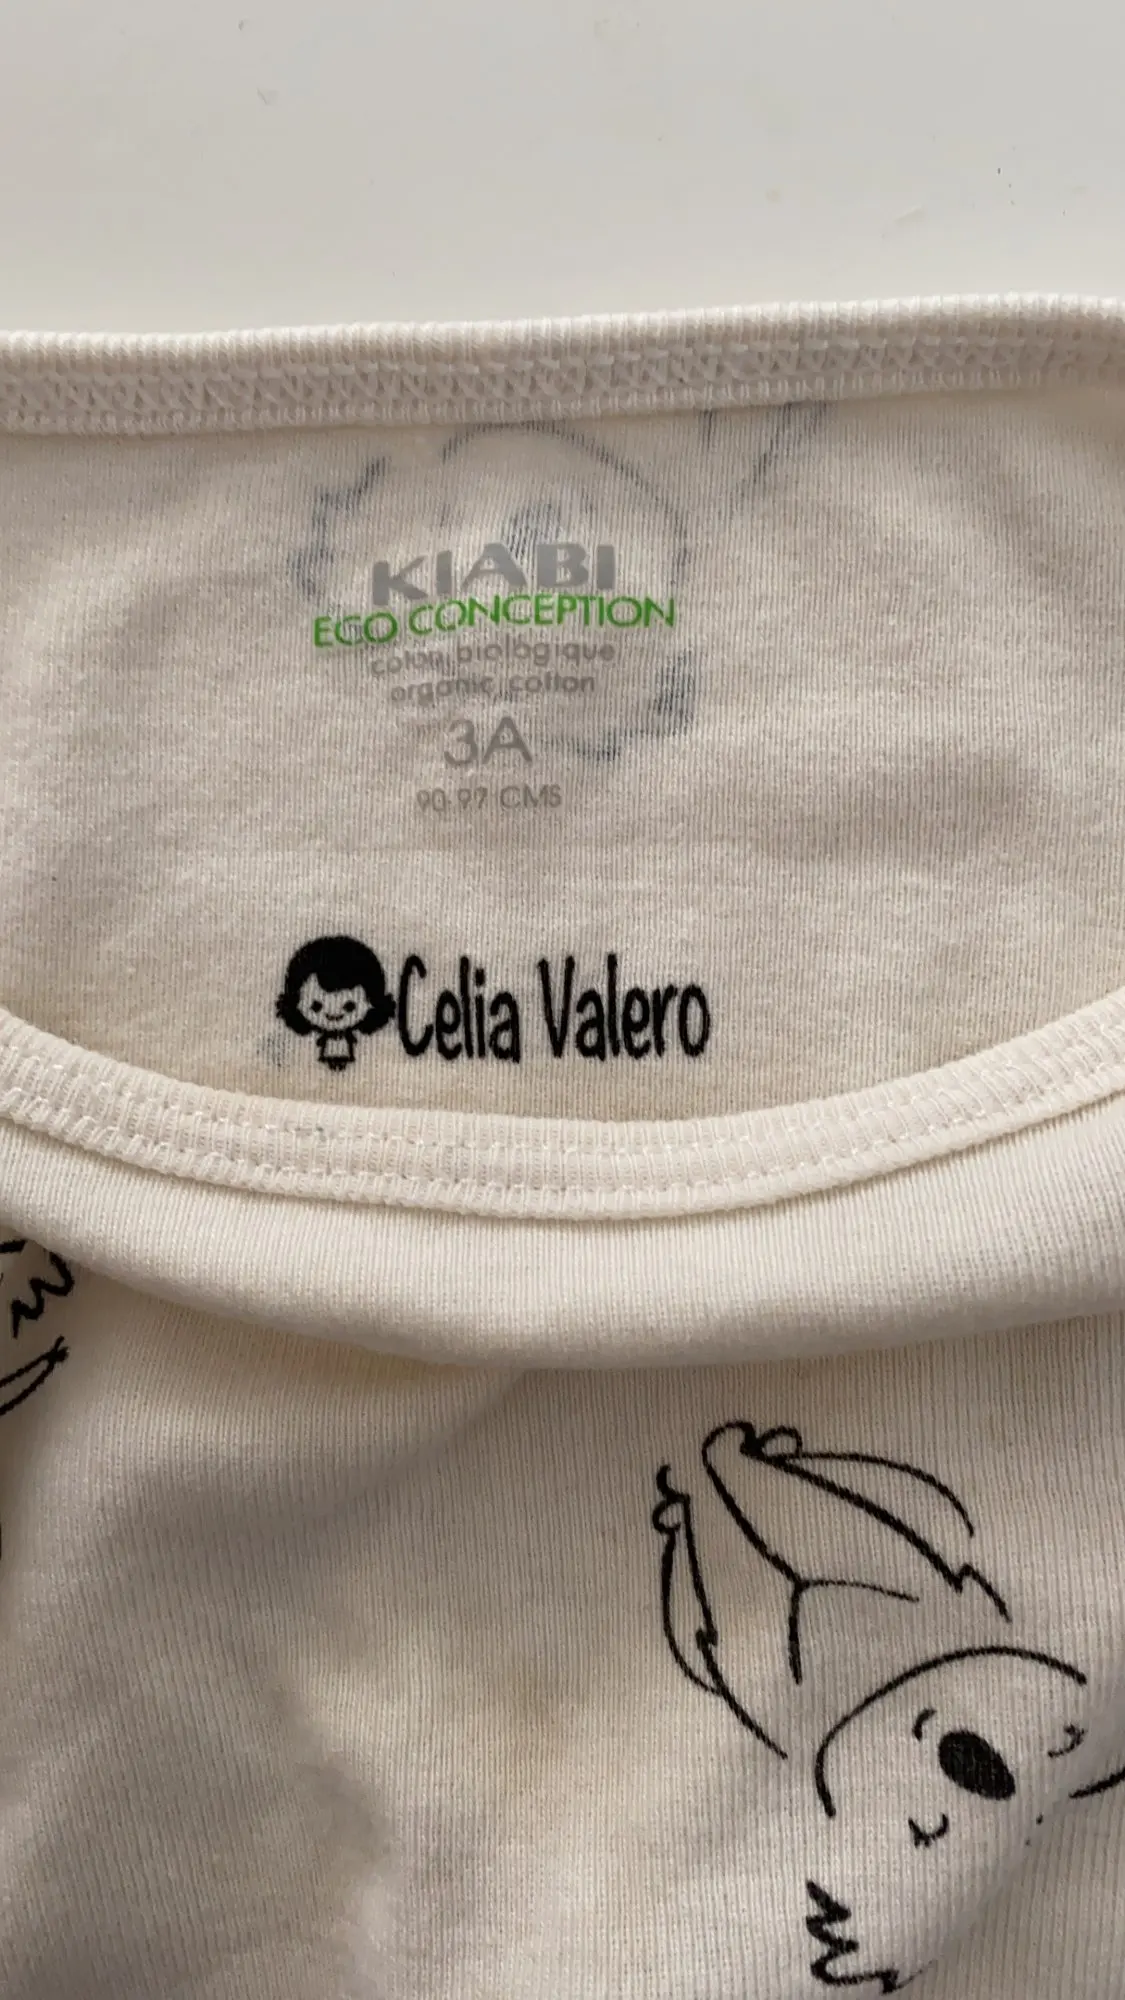 KIABI
ECO CONCEPTION
coton biologique
organic cotton
3A
90-97 CMS
Celia Valero